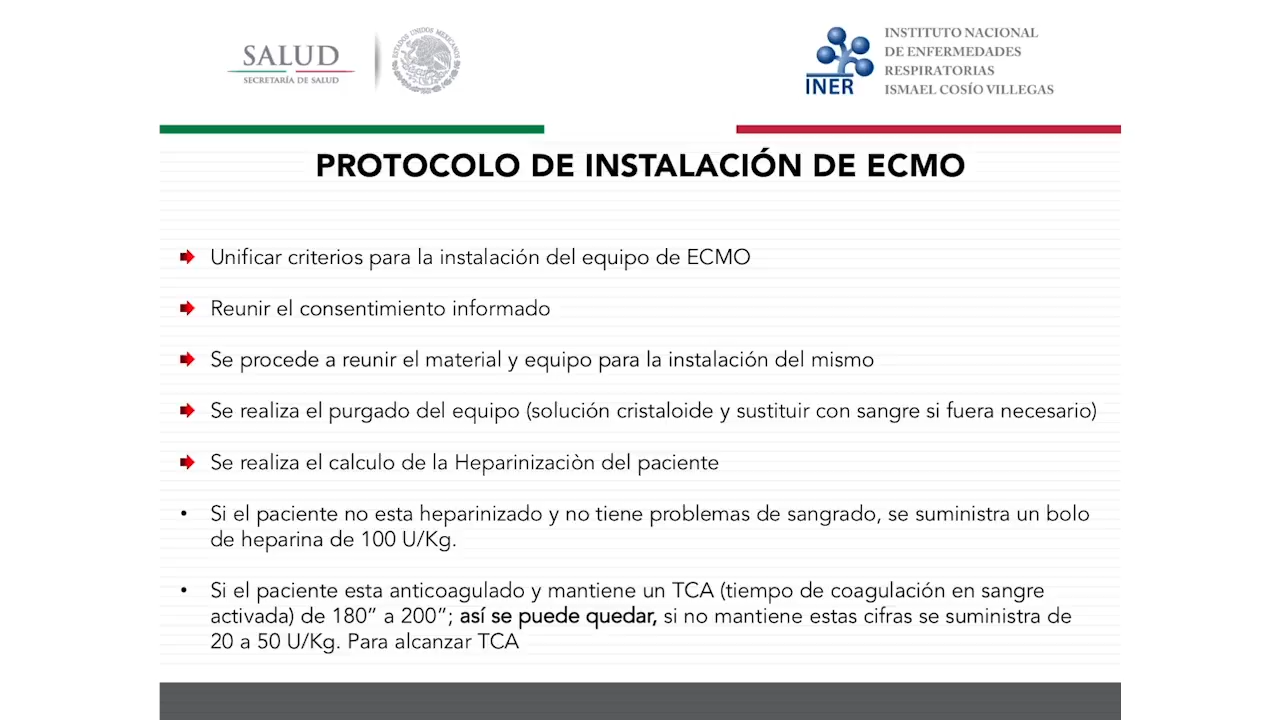 SALUD
SECRETARÍA DE SALUD
ESTADOS UNIDOS MEXICANOS
INER
INSTITUTO NACIONAL
DE ENFERMEDADES
RESPIRATORIAS
ISMAEL COSÍO VILLEGAS
PROTOCOLO DE INSTALACIÓN DE ECMO
Unificar criterios para la instalación del equipo de ECMO
Reunir el consentimiento informado
Se procede a reunir el material y equipo para la instalación del mismo
Se realiza el purgado del equipo (solución cristaloide y sustituir con sangre si fuera necesario)
Se realiza el calculo de la Heparinizaciòn del paciente
• Si el paciente no esta heparinizado y no tiene problemas de sangrado, se suministra un bolo
de heparina de 100 U/Kg.
• Si el paciente esta anticoagulado y mantiene un TCA (tiempo de coagulación en sangre
activada) de 180” a 200”; así se puede quedar, si no mantiene estas cifras se suministra de
20 a 50 U/Kg. Para alcanzar TCA